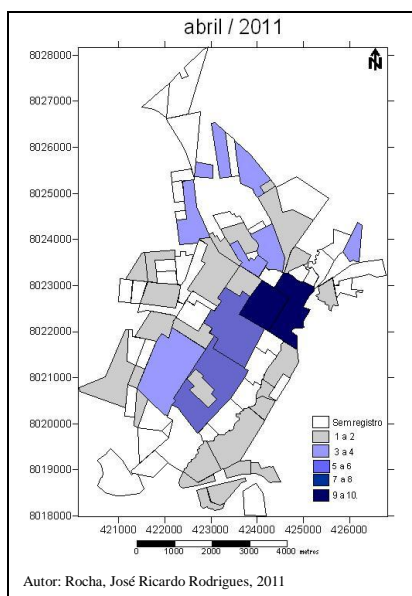 abril / 2011
N
8028000
8027000
8026000
8025000
8024000
8023000
8022000
8021000
8020000
8019000
8018000
Sem registro
1 a 2
3 a 4
5 a 6
7 a 8
9 a 10.
421000 422000 423000 424000 425000 426000
0 1000 2000 3000 4000 metros
Autor: Rocha, José Ricardo Rodrigues, 2011